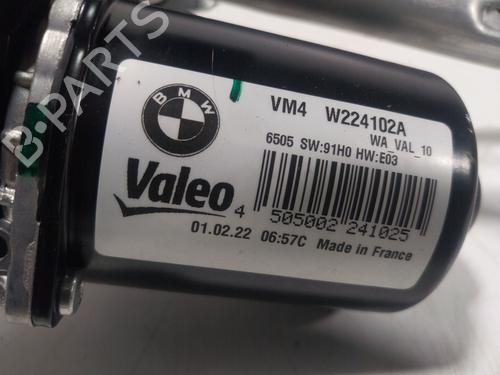 B-PARTS
BMW
VM4 W224102A
WA_VAL_10
6505 SW:91H0 HW:E03
Valeo 4
505002 241025
01.02.22 06:57C Made in France